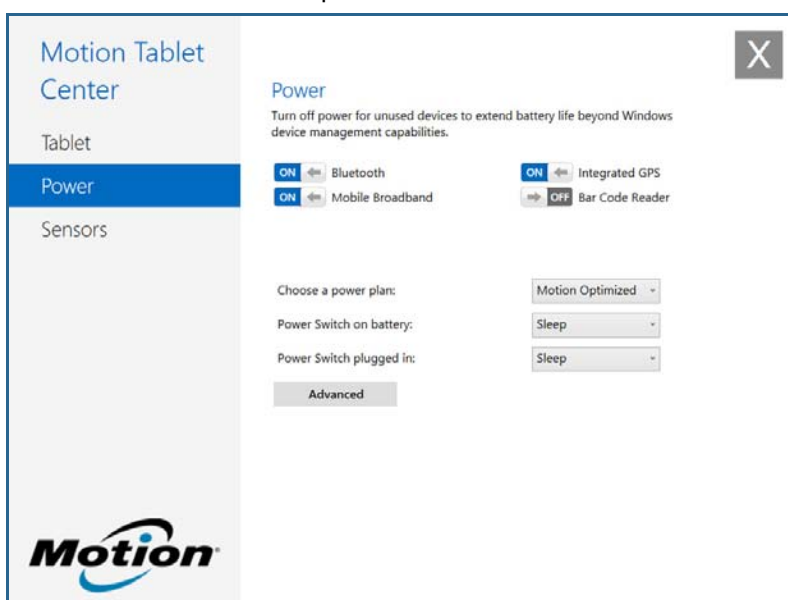 Motion Tablet
Center
Tablet
Power
Sensors
X
Power
Turn off power for unused devices to extend battery life beyond Windows
device management capabilities.
ON Bluetooth
ON Integrated GPS
ON Mobile Broadband
OFF Bar Code Reader
Choose a power plan: Motion Optimized
Power Switch on battery: Sleep
Power Switch plugged in: Sleep
Advanced
Motion